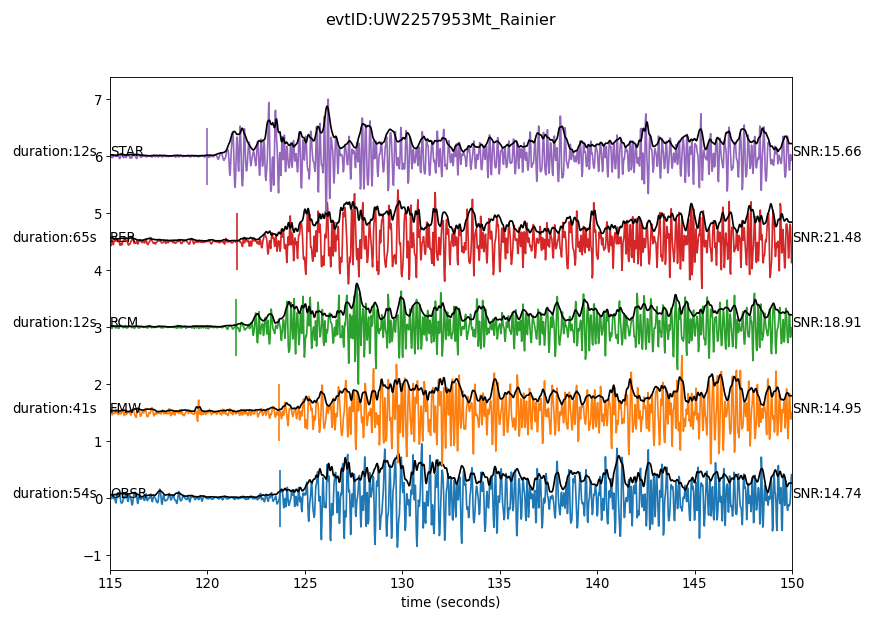 evtID:UW2257953Mt_Rainier
7
duration:12s
6
STAR
SNR:15.66
5
duration:65s
RER
SNR:21.48
4
duration:12s
3
RCM
SNR:18.91
2
duration:41s
FMW
SNR:14.95
1
duration:54s
0
OBSR
SNR:14.74
−1
115 120 125 130 135 140 145 150
time (seconds)